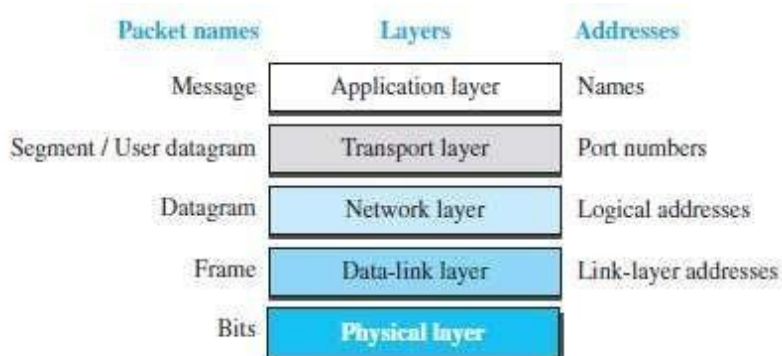 Packet names Layers Addresses
Message Application layer Names
Segment / User datagram Transport layer Port numbers
Datagram Network layer Logical addresses
Frame Data-link layer Link-layer addresses
Bits Physical layer